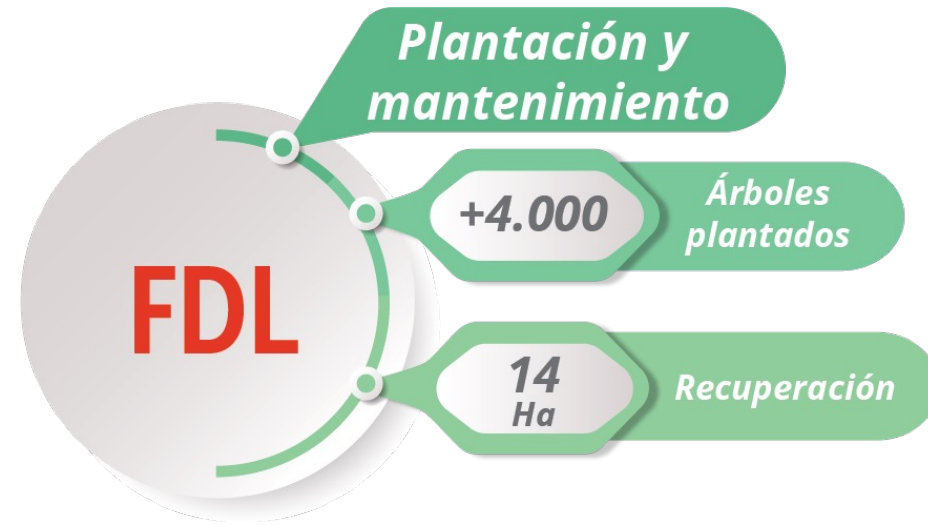 Plantación y
mantenimiento
+4.000
Árboles
plantados
FDL
14
Ha
Recuperación